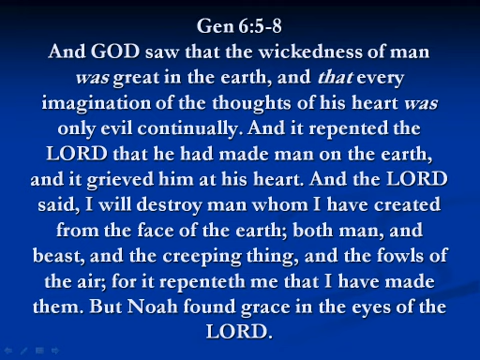 Gen 6:5-8
And GOD saw that the wickedness of man
was great in the earth, and that every
imagination of the thoughts of his heart was
only evil continually. And it repented the
LORD that he had made man on the earth,
and it grieved him at his heart. And the LORD
said, I will destroy man whom I have created
from the face of the earth; both man, and
beast, and the creeping thing, and the fowls of
the air; for it repenteth me that I have made
them. But Noah found grace in the eyes of the
LORD.